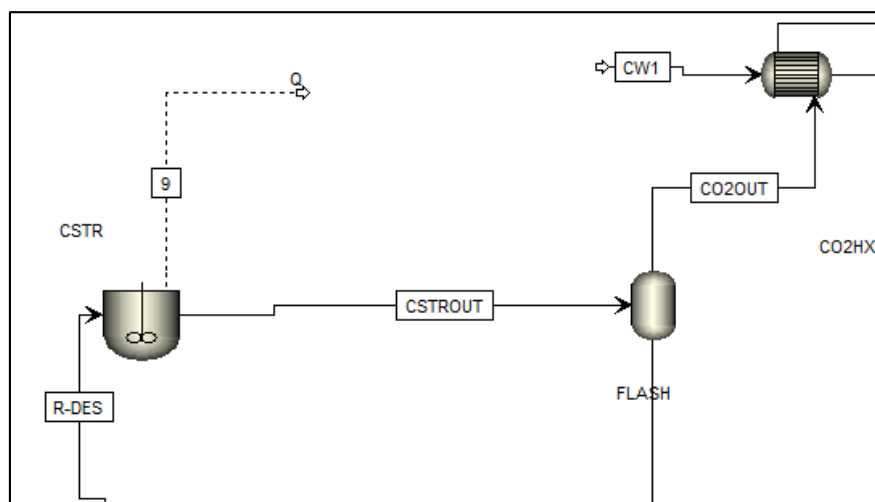 Q
CW1
9
CO2OUT
CSTR
CO2HX
CSTROUT
FLASH
R-DES